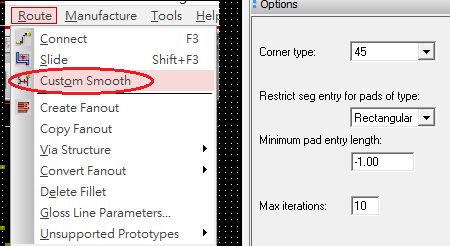 Route Manufacture Tools Help
Connect F3
Slide Shift+F3
Custom Smooth
Create Fanout
Copy Fanout
Via Structure
Convert Fanout
Delete Fillet
Gloss Line Parameters...
Unsupported Prototypes
Options
Corner type: 45
Restrict seg entry for pads of type:
Rectangular
Minimum pad entry length:
-1.00
Max iterations: 10